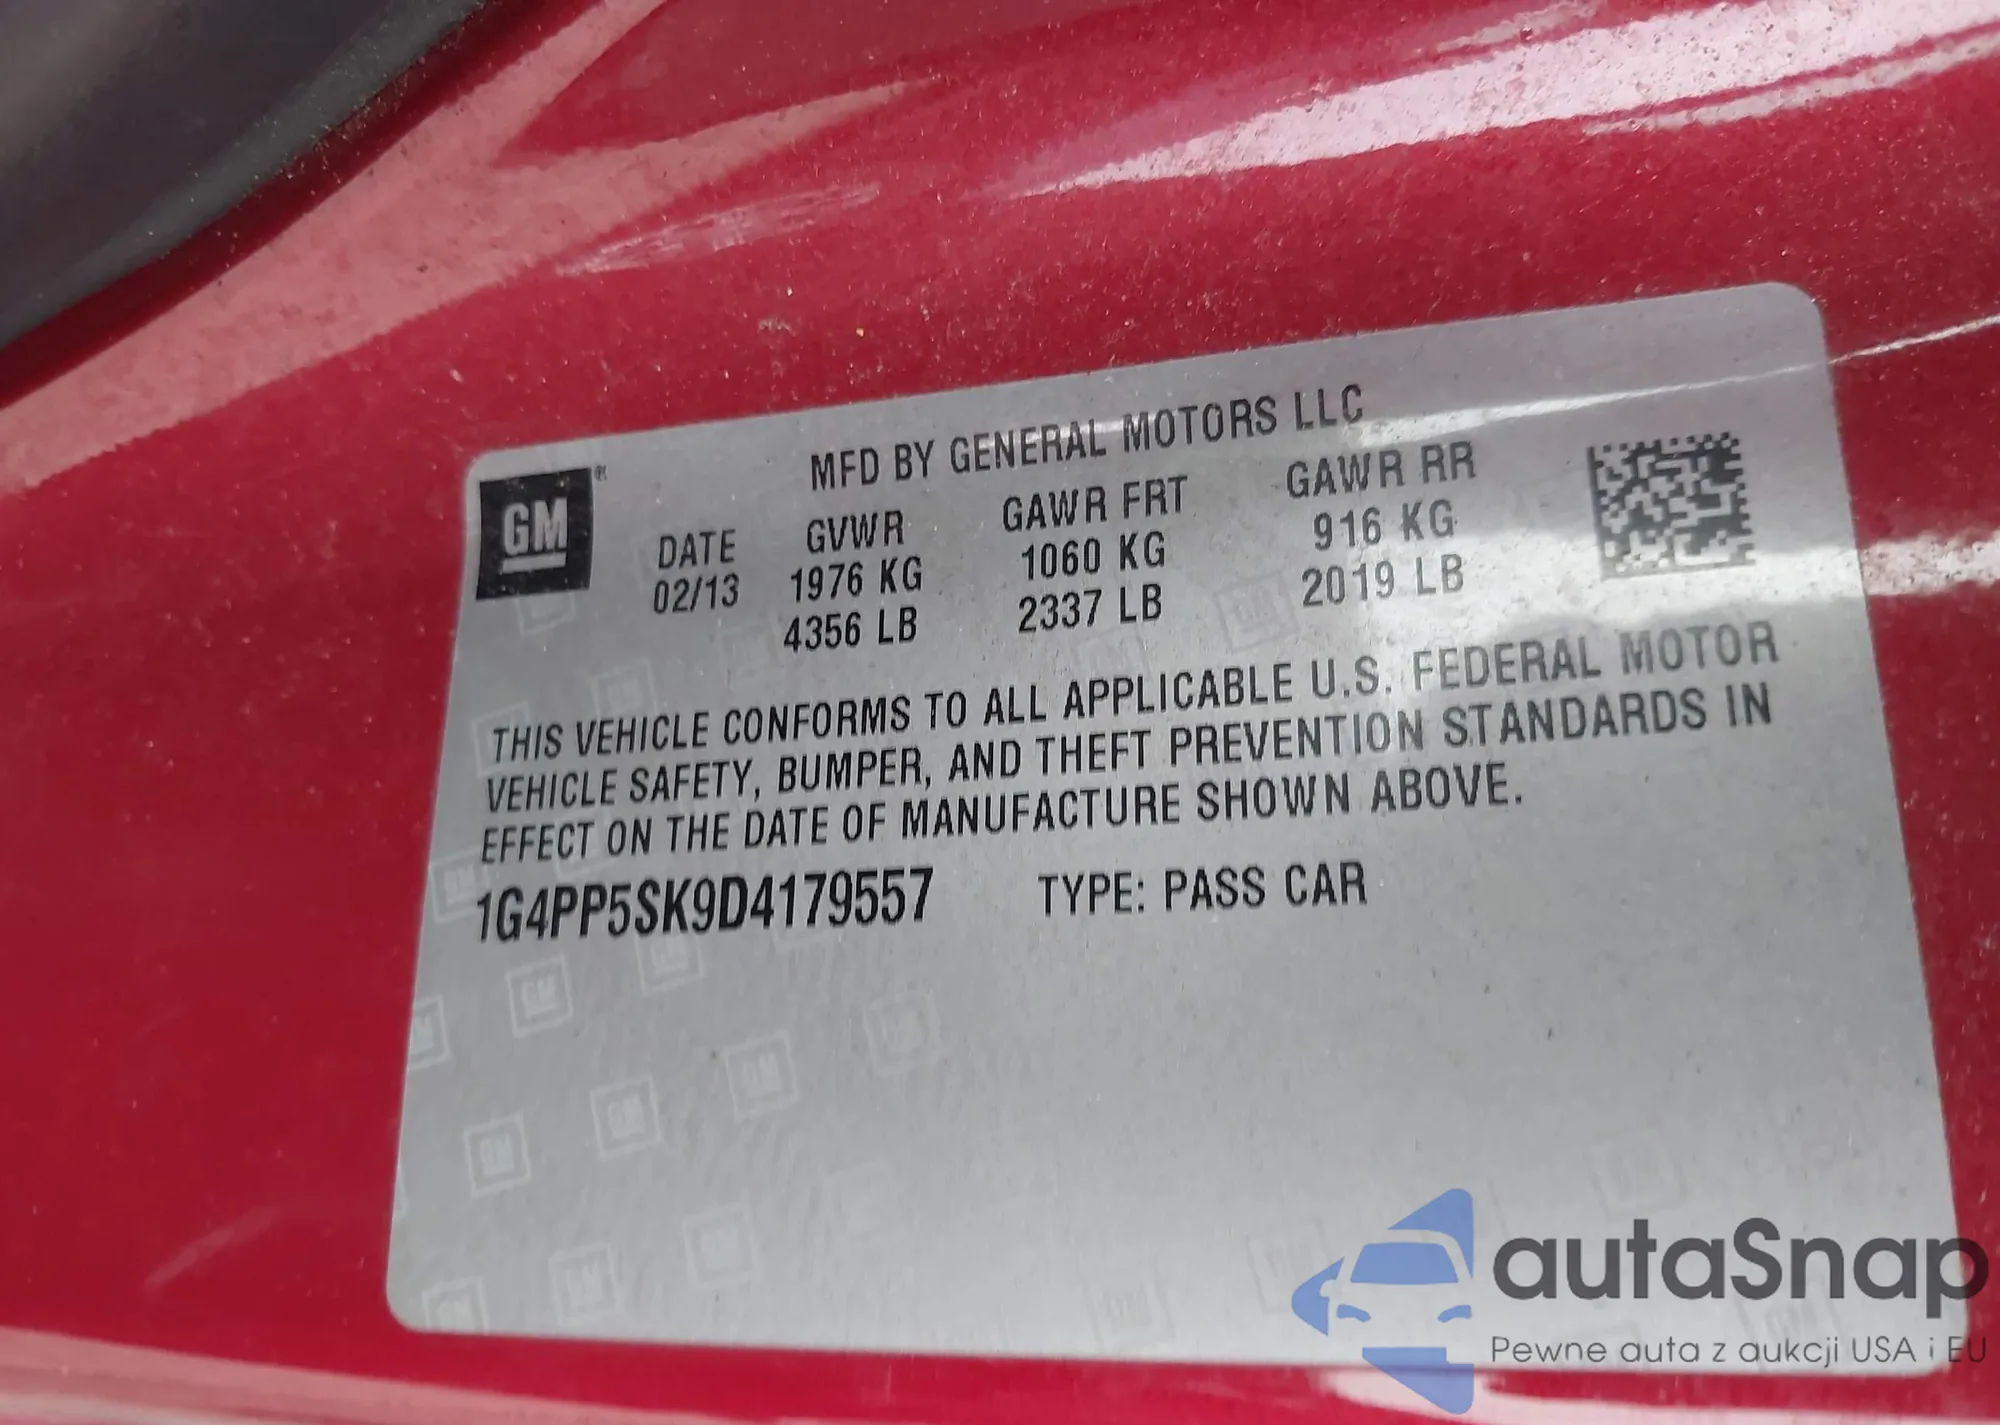 MFD BY GENERAL MOTORS LLC
GM®
DATE GVWR GAWR FRT GAWR RR
02/13 1976 KG 1060 KG 916 KG
4356 LB 2337 LB 2019 LB
THIS VEHICLE CONFORMS TO ALL APPLICABLE U.S. FEDERAL MOTOR
VEHICLE SAFETY, BUMPER, AND THEFT PREVENTION STANDARDS IN
EFFECT ON THE DATE OF MANUFACTURE SHOWN ABOVE.
1G4PP5SK9D4179557 TYPE: PASS CAR
autaSnap
Pewne auta z aukcji USA i EU